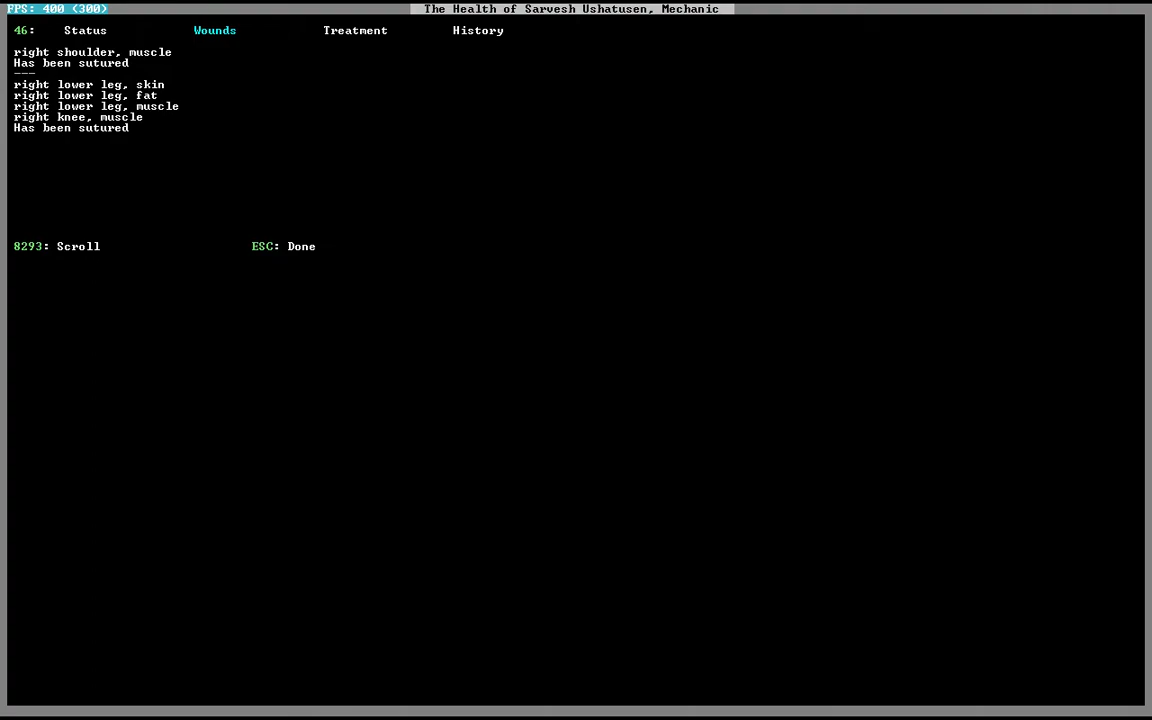 FPS: 400 (300)
The Health of Sarvesh Ushatusen, Mechanic
46: Status Wounds Treatment History
right shoulder, muscle
Has been sutured
---
right lower leg, skin
right lower leg, fat
right lower leg, muscle
right knee, muscle
Has been sutured
8293: Scroll ESC: Done